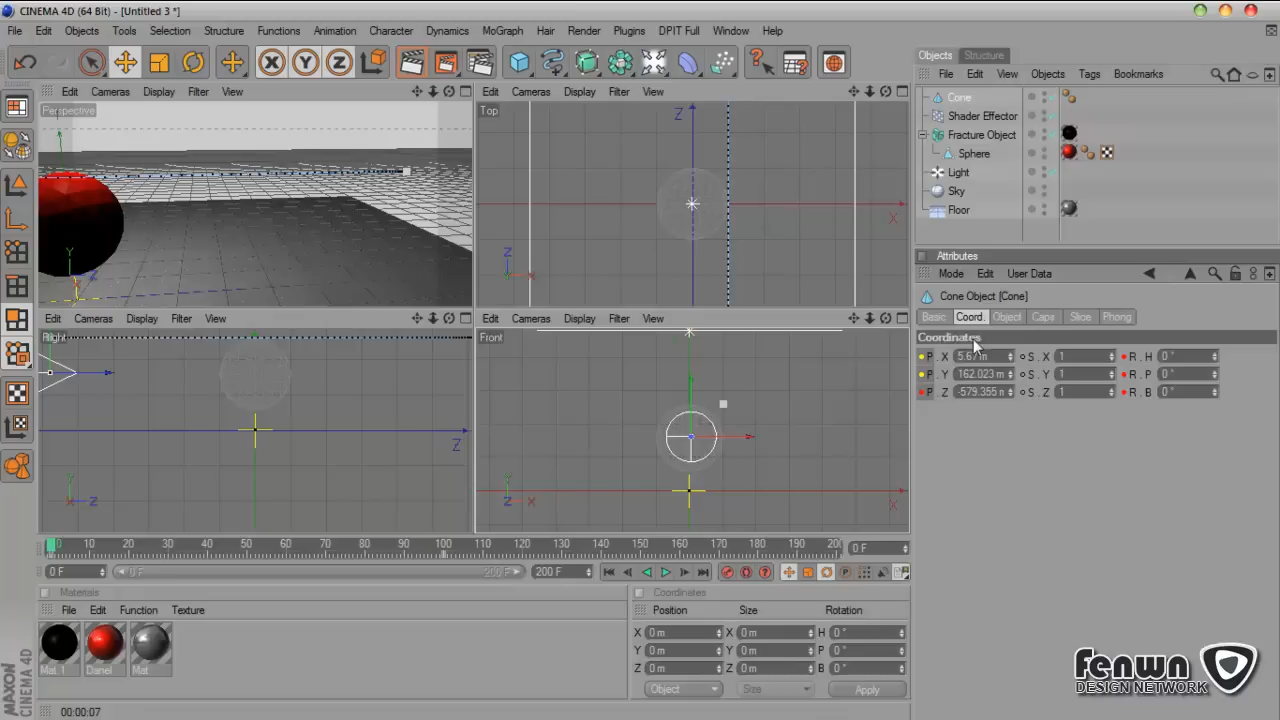 CINEMA 4D (64 Bit) - [Untitled 3 *]
File Edit Objects Tools Selection Structure Functions Animation Character Dynamics MoGraph Hair Render Plugins DPIT Full Window Help
X Y Z
Objects Structure
File Edit View Objects Tags Bookmarks
Edit Cameras Display Filter View
Perspective
Y
Z
X
Edit Cameras Display Filter View
Top
Z
X
Z
X
Cone
Shader Effector
Fracture Object
Sphere
Light
Sky
Floor
Attributes
Mode Edit User Data
Cone Object [Cone]
Basic Coord. Object Caps Slice Phong
Coordinates
P . X 5.67 m S . X 1 R . H 0 °
P . Y 162.023 m S . Y 1 R . P 0 °
P . Z -579.355 m S . Z 1 R . B 0 °
Edit Cameras Display Filter View
Right
Z
Y
X Z
Edit Cameras Display Filter View
Front
X
Y
Z X
0 10 20 30 40 50 60 70 80 90 100 110 120 130 140 150 160 170 180 190 20 0 F
0 F 0 F 200 F 200 F
Materials
File Edit Function Texture
Mat.1 Danel Mat
Coordinates
Position Size Rotation
X 0 m X 0 m H 0 °
Y 0 m Y 0 m P 0 °
Z 0 m Z 0 m B 0 °
Object Size Apply
MAXON
CINEMA 4D
00:00:07
fenwn
DESIGN NETWORK